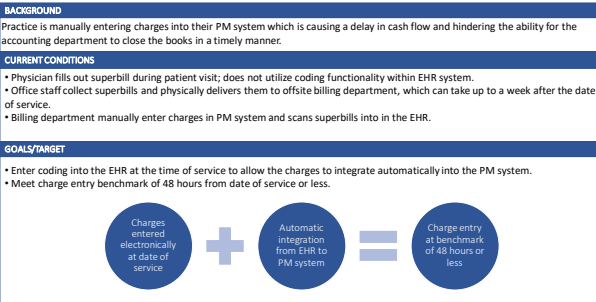 BACKGROUND
Practice is manually entering charges into their PM system which is causing a delay in cash flow and hindering the ability for the
accounting department to close the books in a timely manner.
CURRENT CONDITIONS
• Physician fills out superbill during patient visit; does not utilize coding functionality within EHR system.
• Office staff collect superbills and physically delivers them to offsite billing department, which can take up to a week after the date
of service.
• Billing department manually enter charges in PM system and scans superbills into in the EHR.
GOALS/TARGET
• Enter coding into the EHR at the time of service to allow the charges to integrate automatically into the PM system.
• Meet charge entry benchmark of 48 hours from date of service or less.
Charges
entered
electronically
at date of
service
Automatic
integration
from EHR to
PM system
Charge entry
at benchmark
of 48 hours or
less